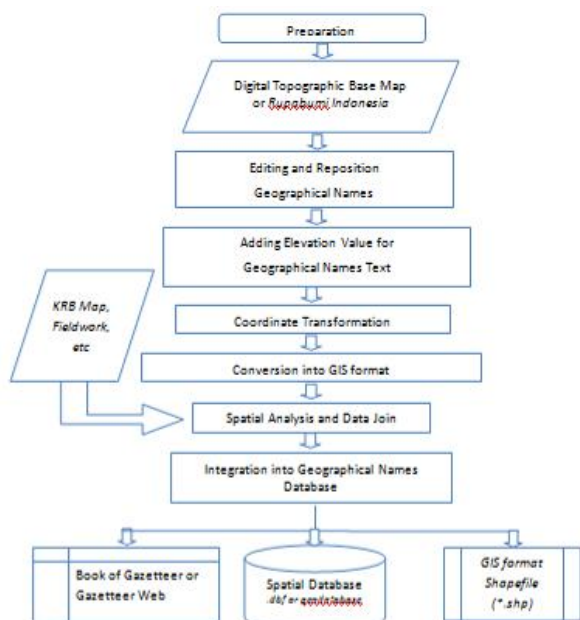 Preparation
Digital Topographic Base Map
or Rupabumi Indonesia
Editing and Reposition
Geographical Names
Adding Elevation Value for
Geographical Names Text
KRB Map,
Fieldwork,
etc
Coordinate Transformation
Conversion into GIS format
Spatial Analysis and Data Join
Integration into Geographical Names
Database
Book of Gazetteer or
Gazetteer Web
Spatial Database
.dbf or geodatabase
GIS format
Shapefile
(*.shp)